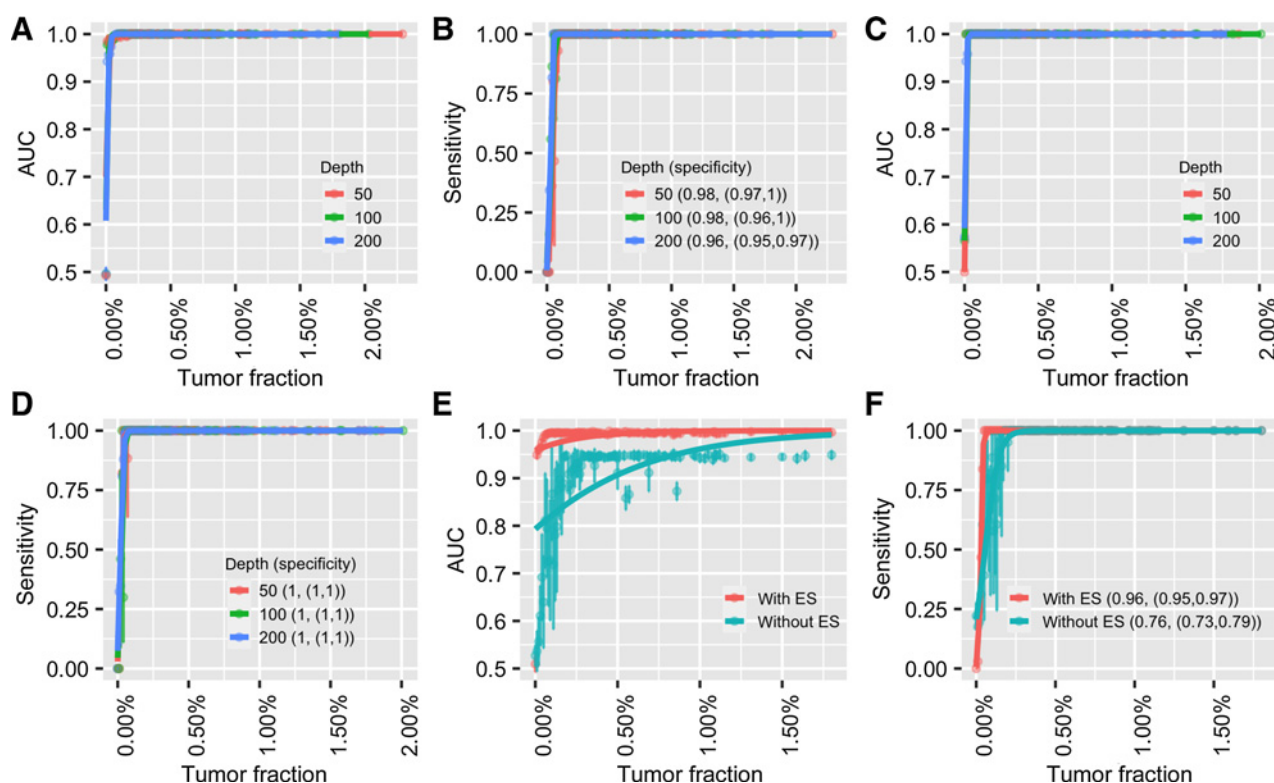 A
AUC
1.0
0.9
0.8
0.7
0.6
0.5
Depth
50
100
200
0.00%
0.50%
1.00%
1.50%
2.00%
Tumor fraction
B
Sensitivity
1.00
0.75
0.50
0.25
0.00
Depth (specificity)
50 (0.98, (0.97,1))
100 (0.98, (0.96,1))
200 (0.96, (0.95,0.97))
0.00%
0.50%
1.00%
1.50%
2.00%
Tumor fraction
C
AUC
1.0
0.9
0.8
0.7
0.6
0.5
Depth
50
100
200
0.00%
0.50%
1.00%
1.50%
2.0
Tumor fraction
D
Sensitivity
1.00
0.75
0.50
0.25
0.00
Depth (specificity)
50 (1, (1,1))
100 (1, (1,1))
200 (1, (1,1))
0.00%
0.50%
1.00%
1.50%
2.00%
Tumor fraction
E
AUC
1.0
0.9
0.8
0.7
0.6
0.5
With ES
Without ES
0.00%
0.50%
1.00%
1.50%
Tumor fraction
F
Sensitivity
1.00
0.75
0.50
0.25
0.00
With ES (0.96, (0.95,0.97))
Without ES (0.76, (0.73,0.79))
0.00%
0.50%
1.00%
1.50%
Tumor fraction